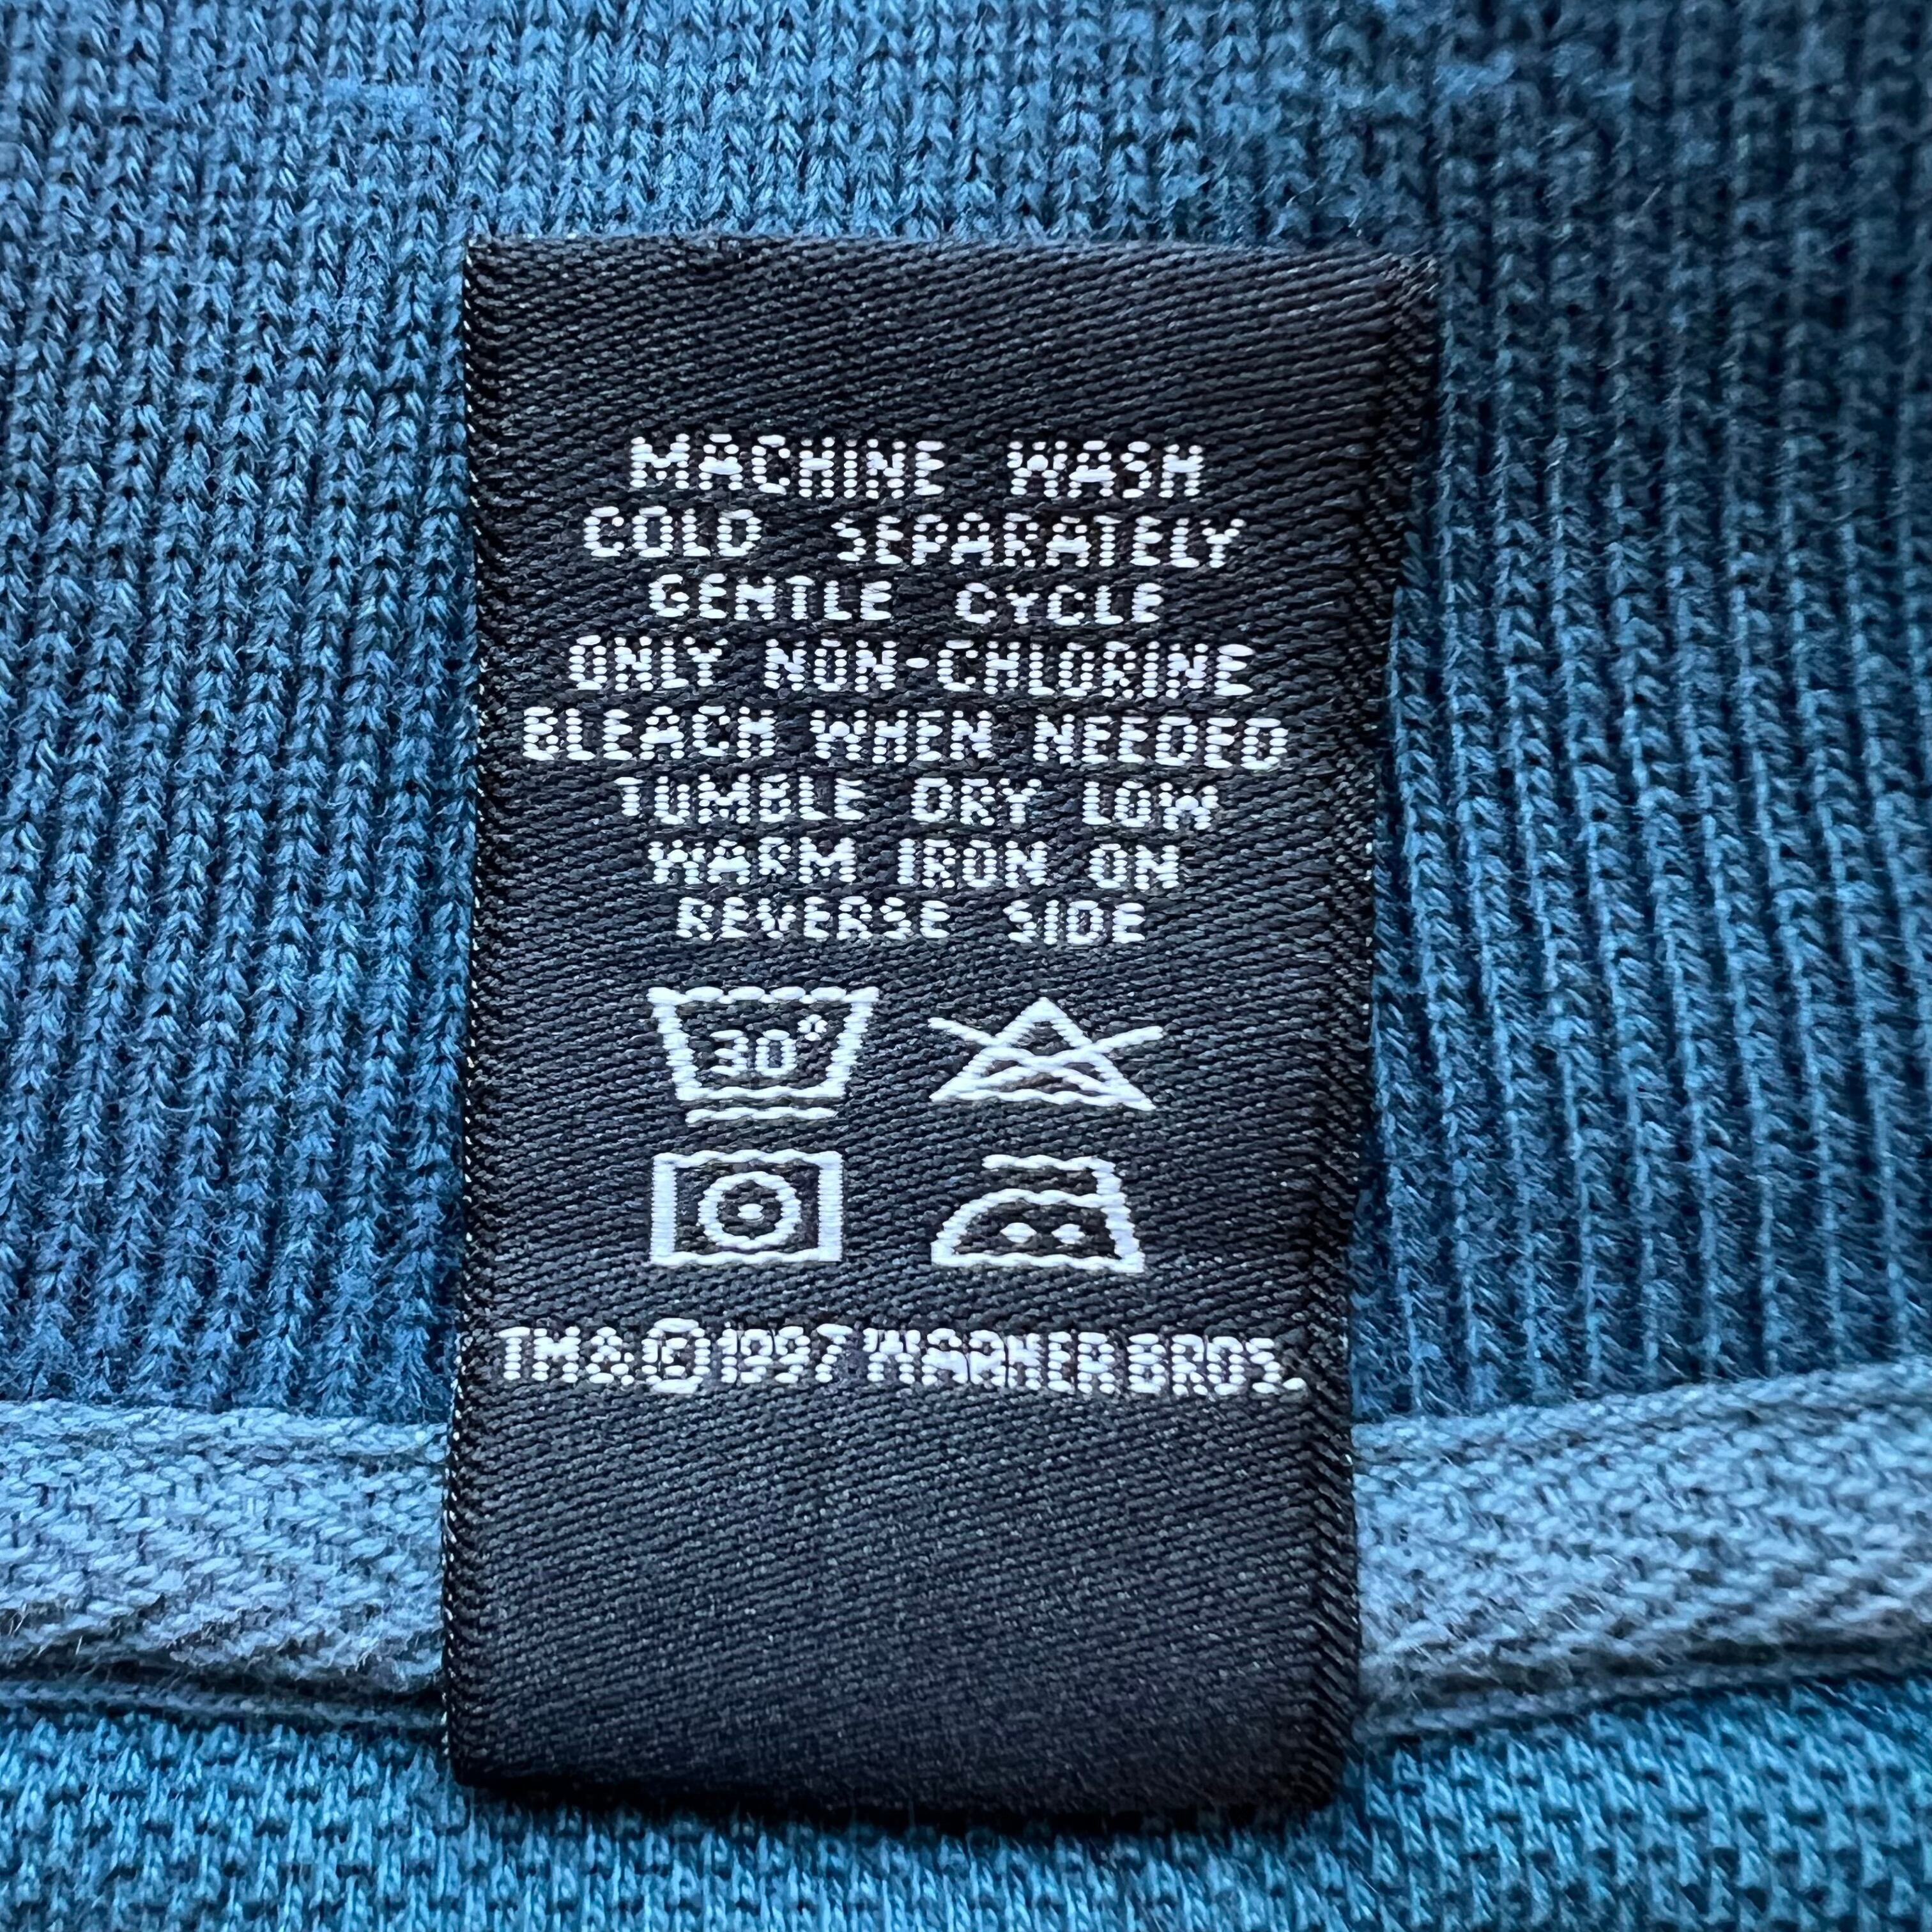 MACHINE WASH
COLD SEPARATELY
GENTLE CYCLE
ONLY NON-CHLORINE
BLEACH WHEN NEEDED
TUMBLE DRY LOW
WARM IRON ON
REVERSE SIDE
30°
TM&©1997 WARNER BROS.